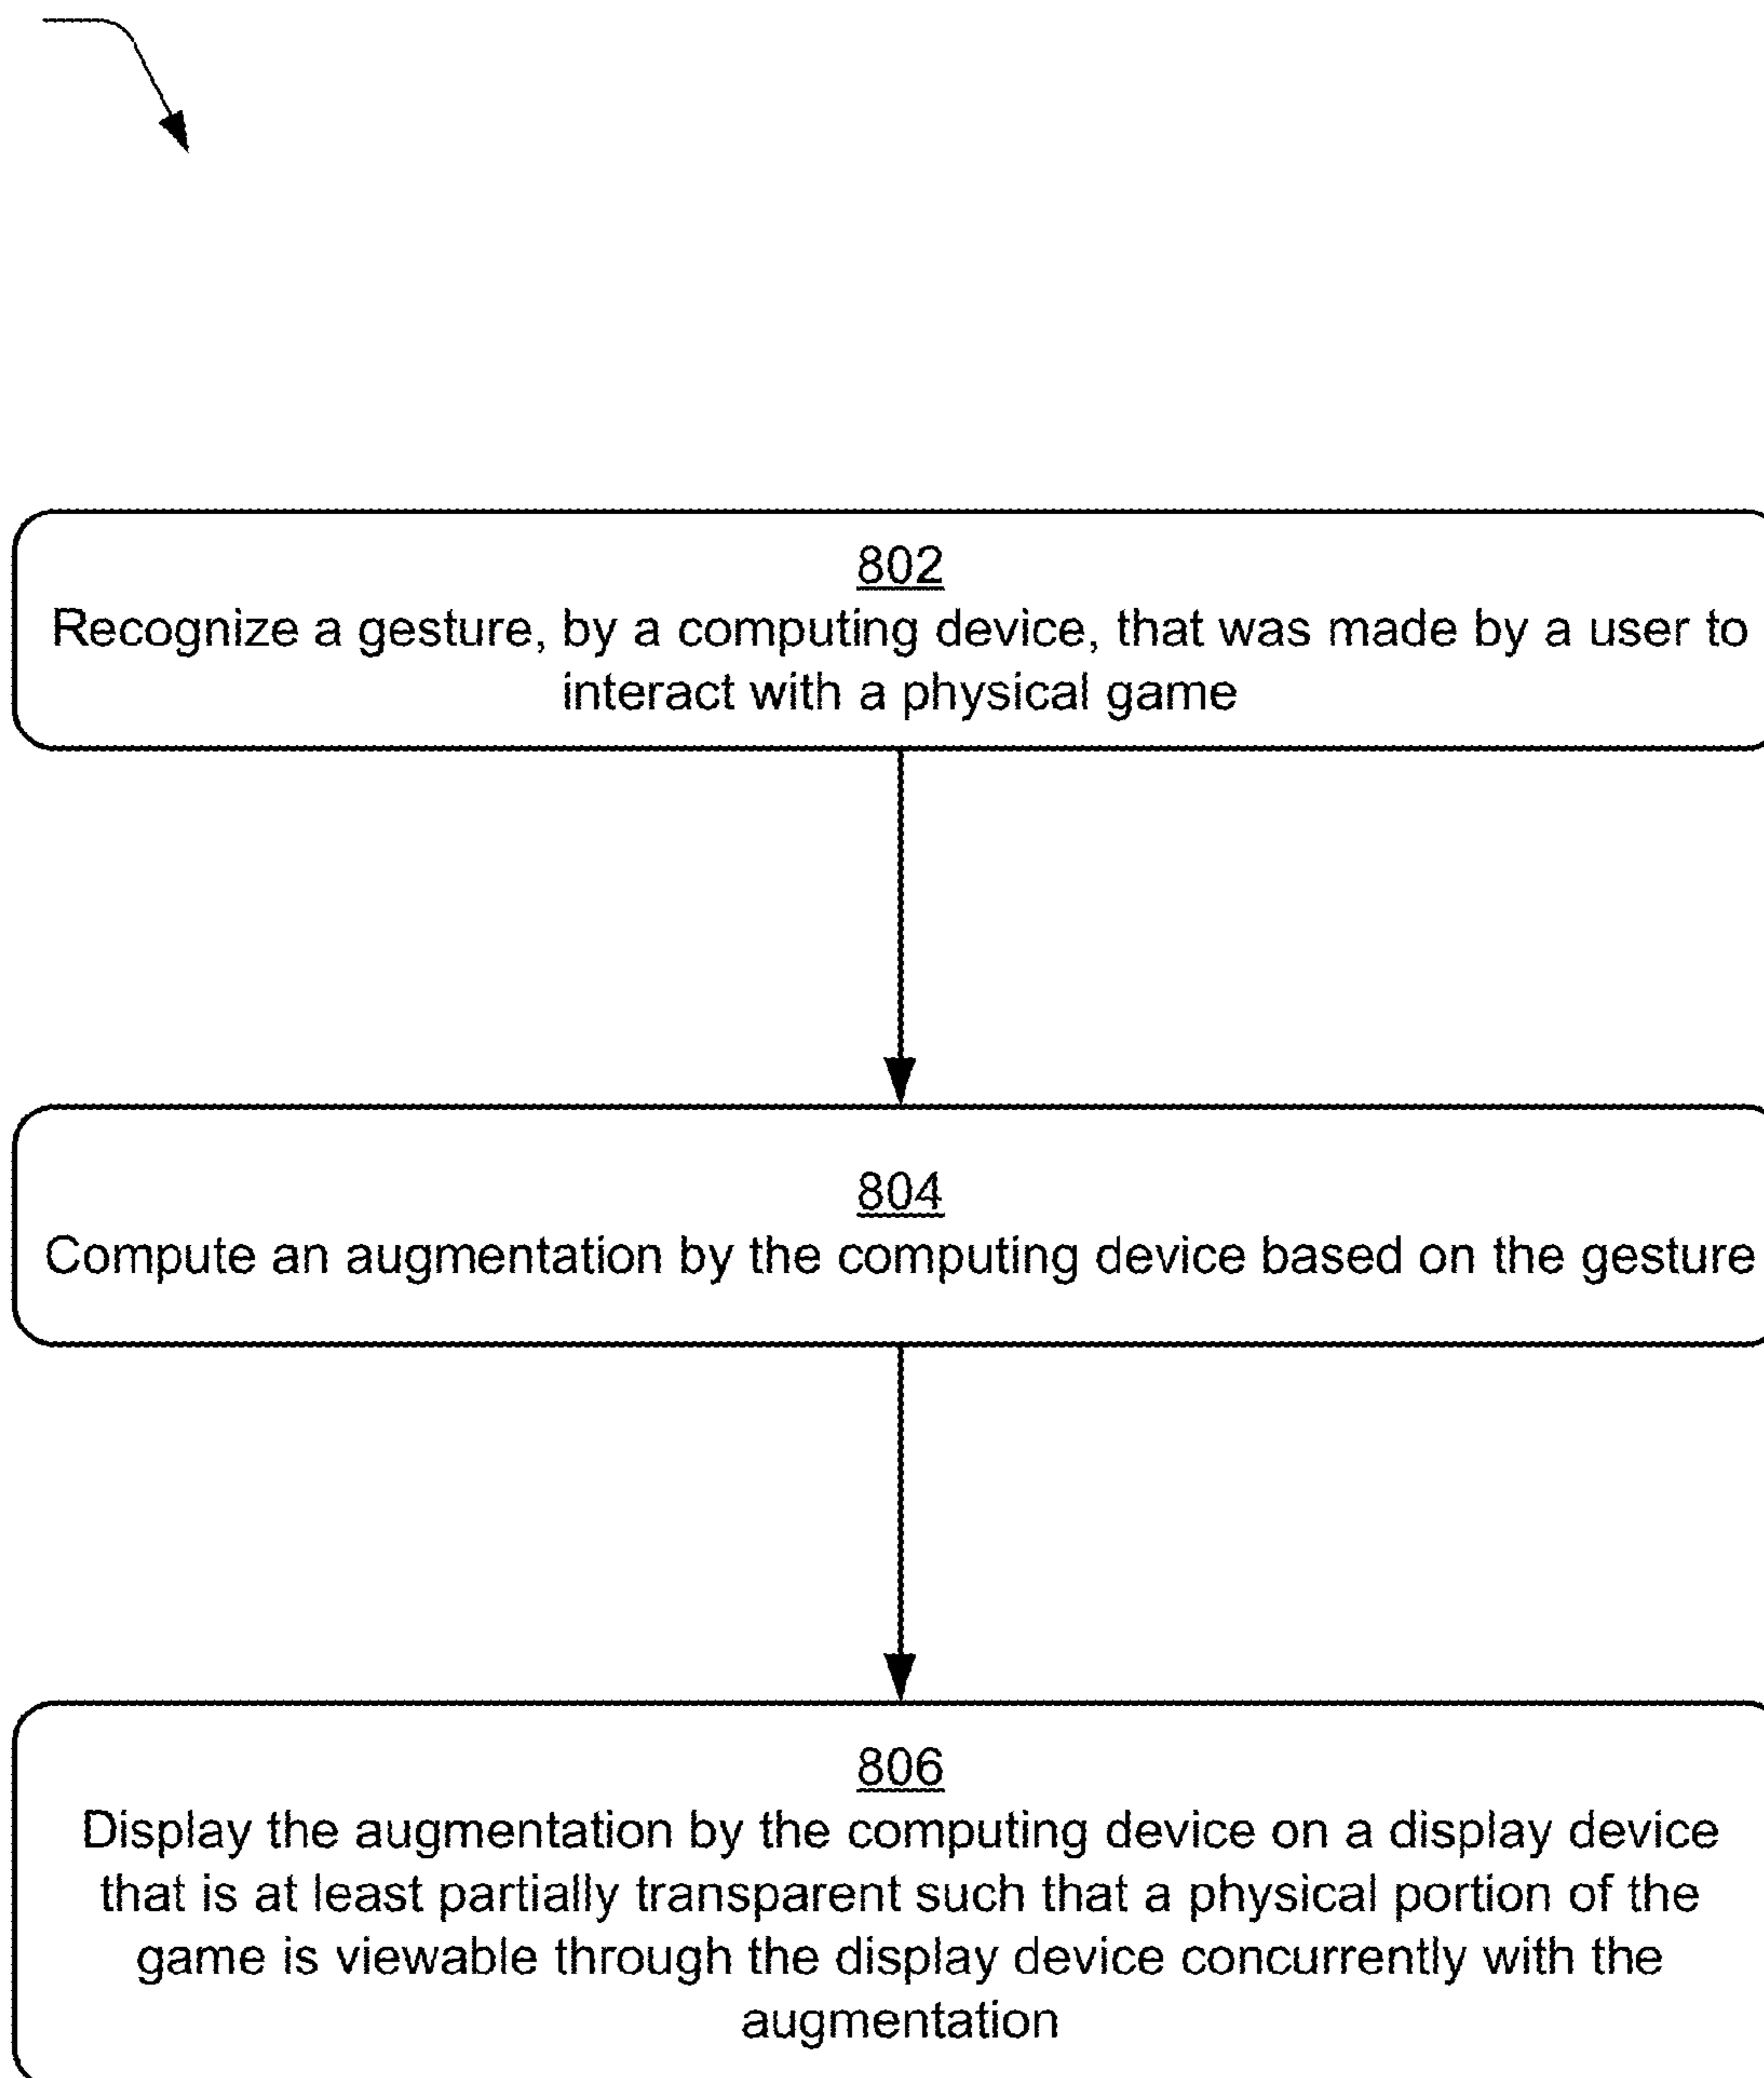 802
Recognize a gesture, by a computing device, that was made by a user to
interact with a physical game
804
Compute an augmentation by the computing device based on the gesture
806
Display the augmentation by the computing device on a display device
that is at least partially transparent such that a physical portion of the
game is viewable through the display device concurrently with the
augmentation